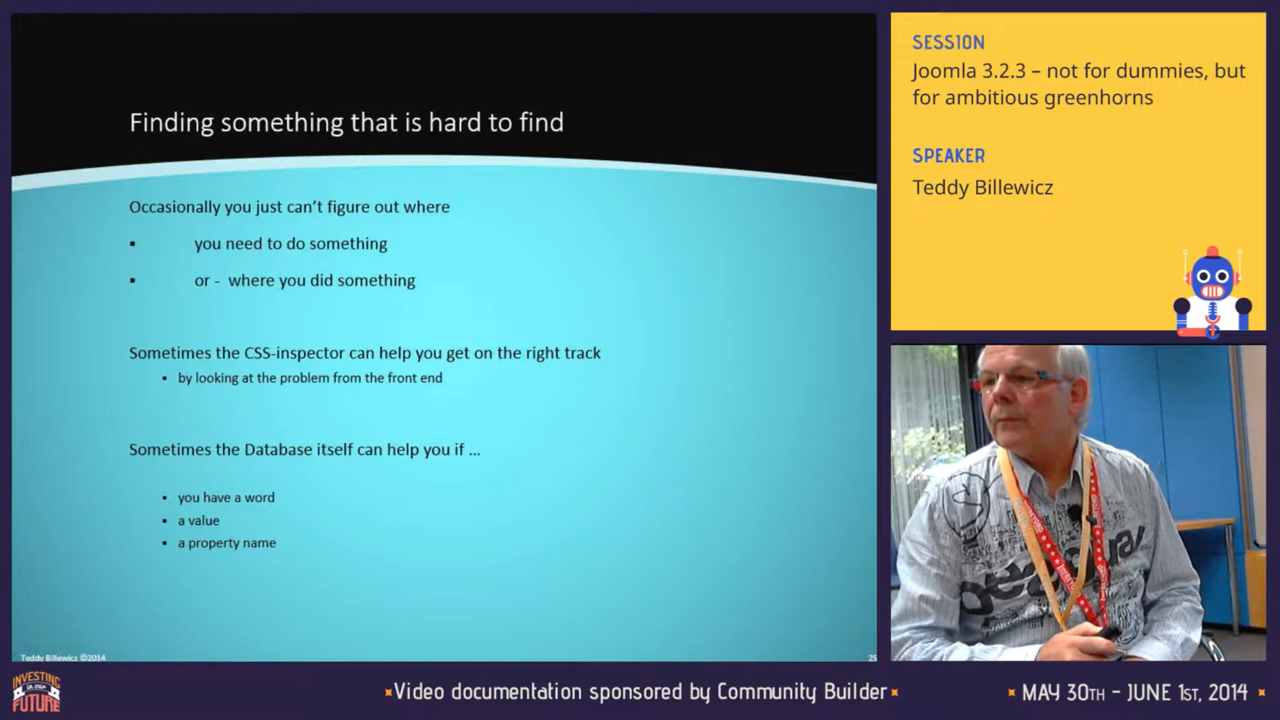 Finding something that is hard to find
Occasionally you just can't figure out where
▪ you need to do something
▪ or - where you did something
Sometimes the CSS-inspector can help you get on the right track
▪ by looking at the problem from the front end
Sometimes the Database itself can help you if ...
▪ you have a word
▪ a value
▪ a property name
Teddy Billewicz ©2014
25
SESSION
Joomla 3.2.3 – not for dummies, but
for ambitious greenhorns
SPEAKER
Teddy Billewicz
INVESTING
IN OUR
FUTURE
Video documentation sponsored by Community Builder
MAY 30TH - JUNE 1ST, 2014